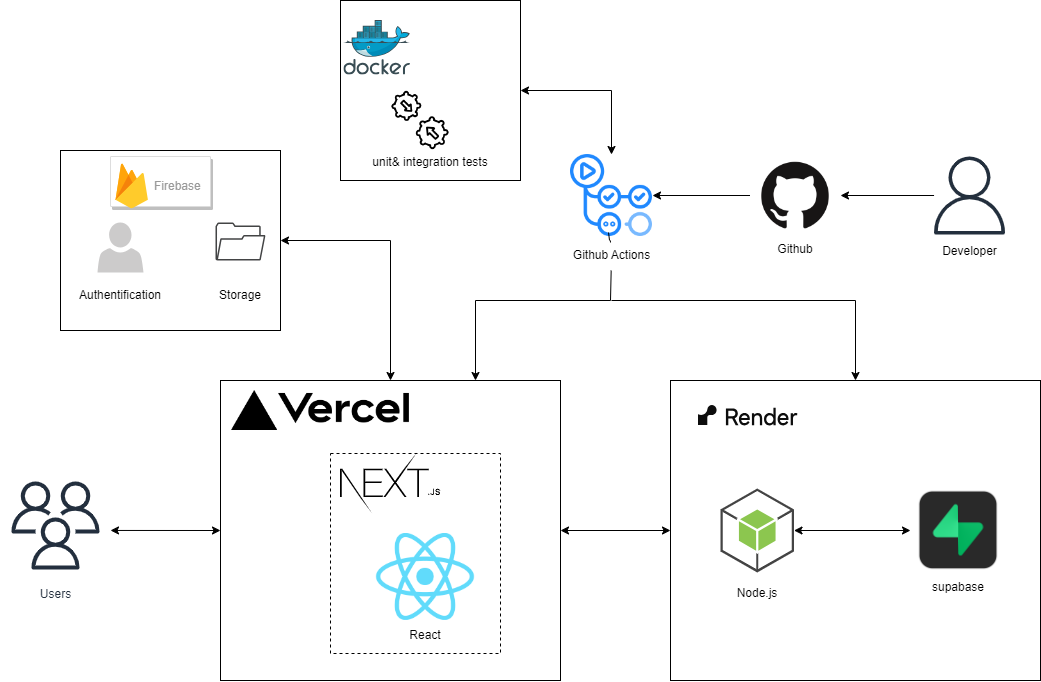 docker
unit& integration tests
Firebase
Authentification
Storage
Github Actions
Github
Developer
Vercel
NEXT.JS
React
Users
Render
Node.js
supabase